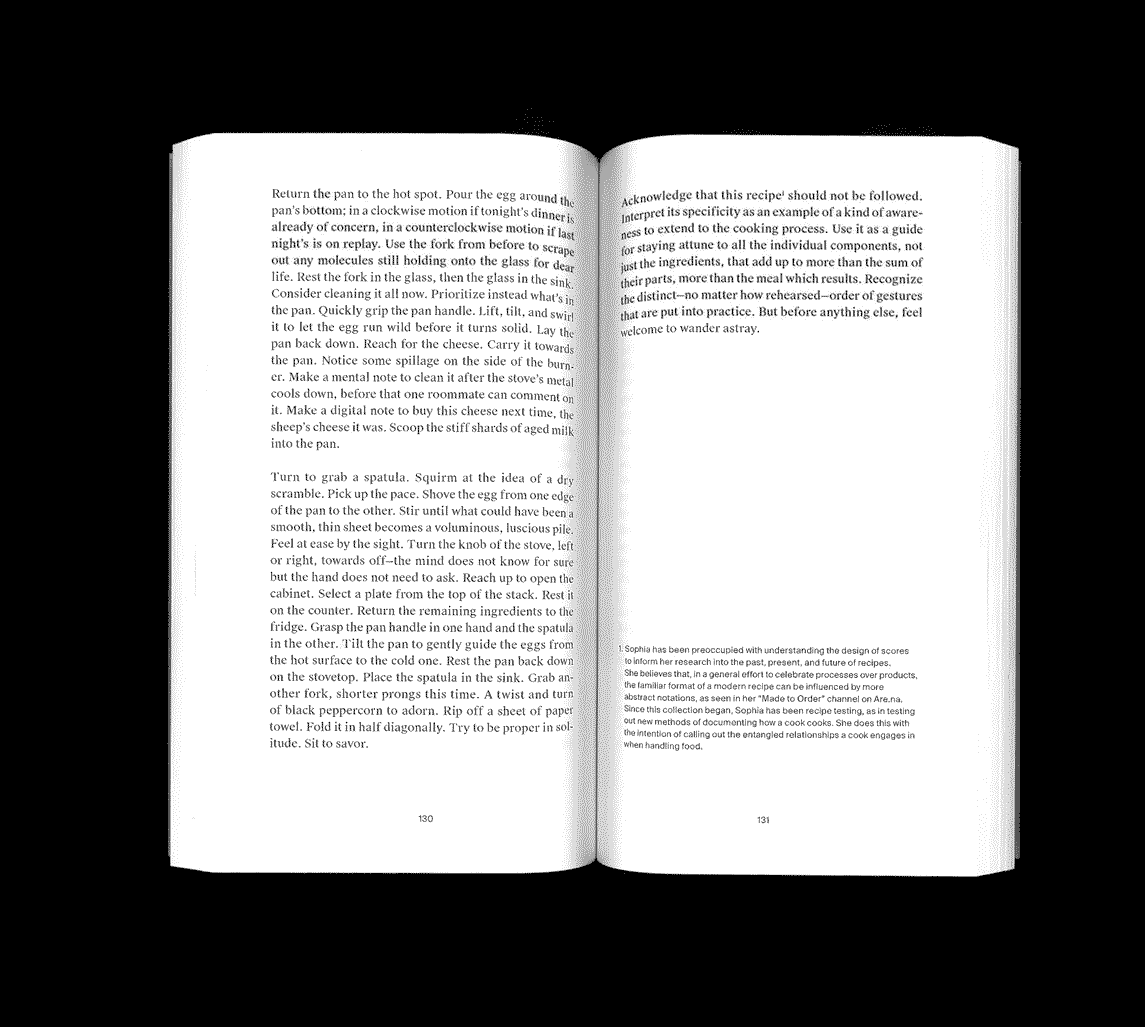 Return the pan to the hot spot. Pour the egg around the
pan's bottom; in a clockwise motion if tonight's dinner is
already of concern, in a counterclockwise motion if last
night's is on replay. Use the fork from before to scrape
out any molecules still holding onto the glass for dear
life. Rest the fork in the glass, then the glass in the sink.
Consider cleaning it all now. Prioritize instead what's in
the pan. Quickly grip the pan handle. Lift, tilt, and swirl
it to let the egg run wild before it turns solid. Lay the
pan back down. Reach for the cheese. Carry it towards
the pan. Notice some spillage on the side of the burn-
er. Make a mental note to clean it after the stove's metal
cools down, before that one roommate can comment on
it. Make a digital note to buy this cheese next time, the
sheep's cheese it was. Scoop the stiff shards of aged milk
into the pan.
Turn to grab a spatula. Squirm at the idea of a dry
scramble. Pick up the pace. Shove the egg from one edge
of the pan to the other. Stir until what could have been a
smooth, thin sheet becomes a voluminous, luscious pile.
Feel at ease by the sight. Turn the knob of the stove, left
or right, towards off—the mind does not know for sure
but the hand does not need to ask. Reach up to open the
cabinet. Select a plate from the top of the stack. Rest it
on the counter. Return the remaining ingredients to the
fridge. Grasp the pan handle in one hand and the spatula
in the other. Tilt the pan to gently guide the eggs from
the hot surface to the cold one. Rest the pan back down
on the stovetop. Place the spatula in the sink. Grab an-
other fork, shorter prongs this time. A twist and turn
of black peppercorn to adorn. Rip off a sheet of paper
towel. Fold it in half diagonally. Try to be proper in sol-
itude. Sit to savor.
130
Acknowledge that this recipe¹ should not be followed.
Interpret its specificity as an example of a kind of aware-
ness to extend to the cooking process. Use it as a guide
for staying attune to all the individual components, not
just the ingredients, that add up to more than the sum of
their parts, more than the meal which results. Recognize
the distinct—no matter how rehearsed—order of gestures
that are put into practice. But before anything else, feel
welcome to wander astray.
1. Sophia has been preoccupied with understanding the design of scores
to inform her research into the past, present, and future of recipes.
She believes that, in a general effort to celebrate processes over products,
the familiar format of a modern recipe can be influenced by more
abstract notations, as seen in her "Made to Order" channel on Are.na.
Since this collection began, Sophia has been recipe testing, as in testing
out new methods of documenting how a cook cooks. She does this with
the intention of calling out the entangled relationships a cook engages in
when handling food.
131